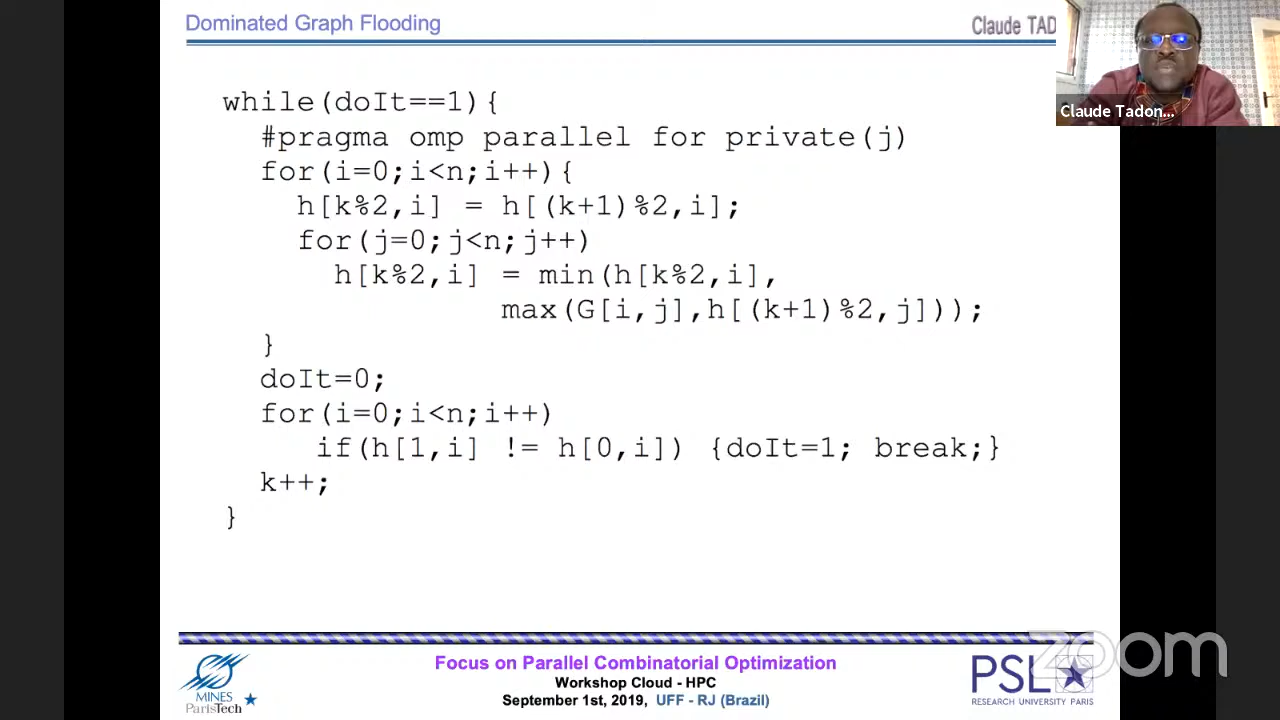 Dominated Graph Flooding
Claude TAD
Claude Tadon...
while(doIt==1){
#pragma omp parallel for private(j)
for(i=0;i<n;i++){
h[k%2,i] = h[(k+1)%2,i];
for(j=0;j<n;j++)
h[k%2,i] = min(h[k%2,i],
max(G[i,j],h[(k+1)%2,j]));
}
doIt=0;
for(i=0;i<n;i++)
if(h[1,i] != h[0,i]) {doIt=1; break;}
k++;
}
MINES
ParisTech
Focus on Parallel Combinatorial Optimization
Workshop Cloud - HPC
September 1st, 2019, UFF - RJ (Brazil)
PSL
RESEARCH UNIVERSITY PARIS
zoom